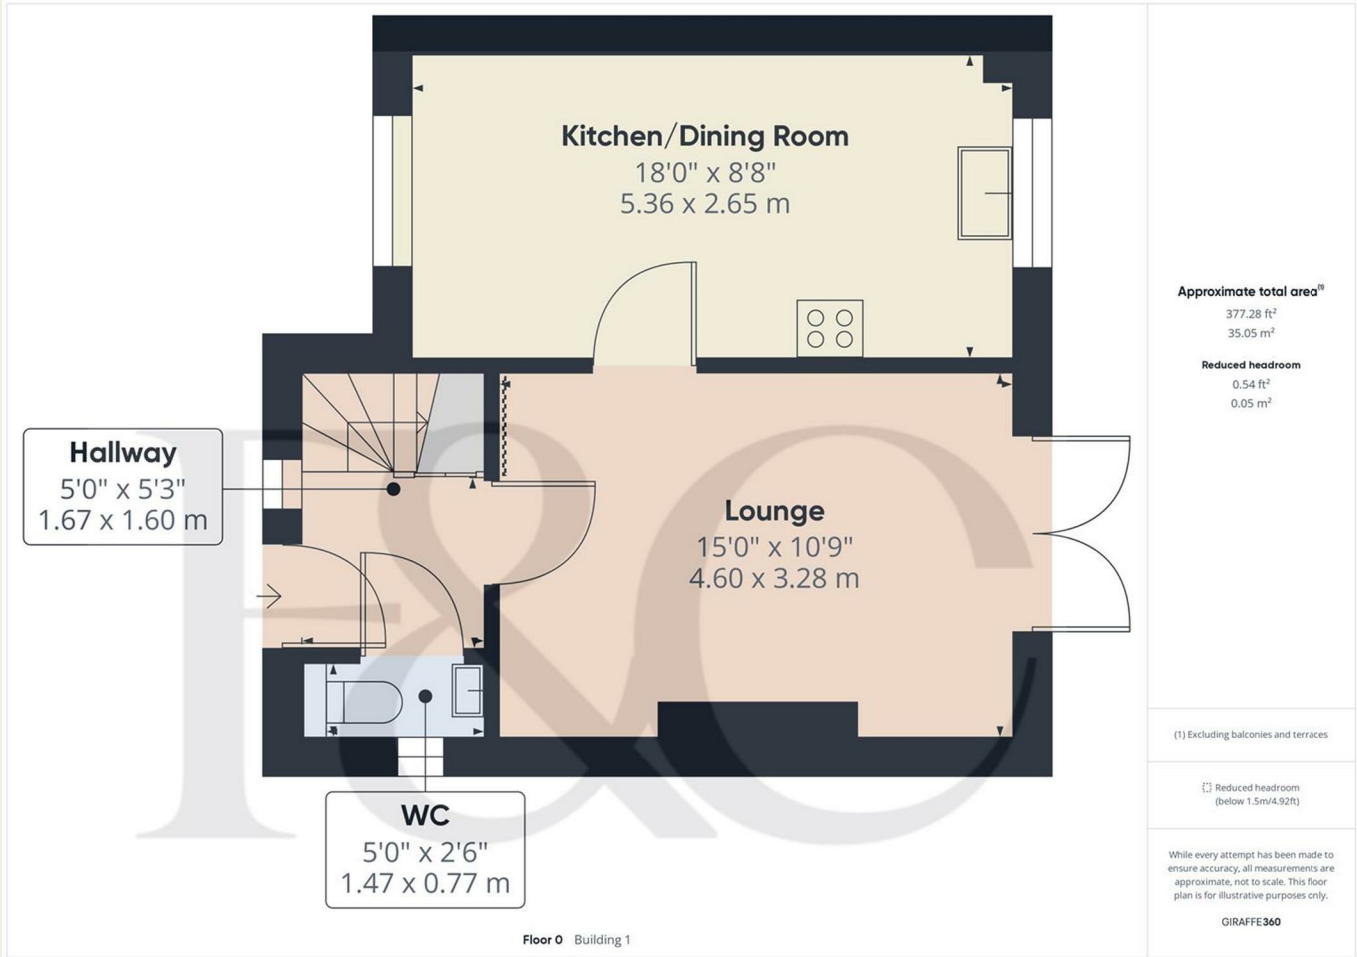 Kitchen/Dining Room
18'0" x 8'8"
5.36 x 2.65 m
Hallway
5'0" x 5'3"
1.67 x 1.60 m
Lounge
15'0" x 10'9"
4.60 x 3.28 m
WC
5'0" x 2'6"
1.47 x 0.77 m
F&C
Floor 0 Building 1
Approximate total area(1)
377.28 ft²
35.05 m²
Reduced headroom
0.54 ft²
0.05 m²
(1) Excluding balconies and terraces
Reduced headroom
(below 1.5m/4.92ft)
While every attempt has been made to
ensure accuracy, all measurements are
approximate, not to scale. This floor
plan is for illustrative purposes only.
GIRAFFE360